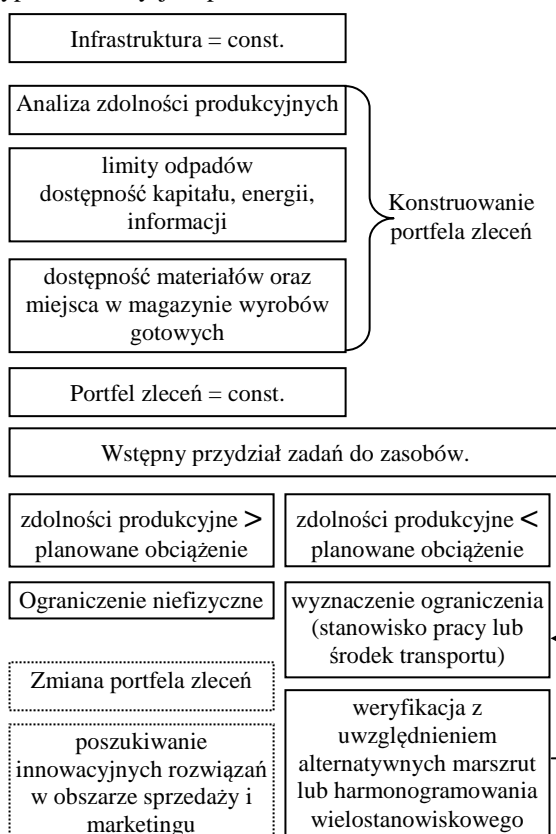 Infrastruktura = const.
Analiza zdolności produkcyjnych
limity odpadów
dostępność kapitału, energii,
informacji
Konstruowanie
portfela zleceń
dostępność materiałów oraz
miejsca w magazynie wyrobów
gotowych
Portfel zleceń = const.
Wstępny przydział zadań do zasobów.
zdolności produkcyjne >
planowane obciążenie
zdolności produkcyjne <
planowane obciążenie
Ograniczenie niefizyczne
wyznaczenie ograniczenia
(stanowisko pracy lub
środek transportu)
Zmiana portfela zleceń
poszukiwanie
innowacyjnych rozwiązań
w obszarze sprzedaży i
marketingu
weryfikacja z
uwzględnieniem
alternatywnych marszrut
lub harmonogramowania
wielostanowiskowego